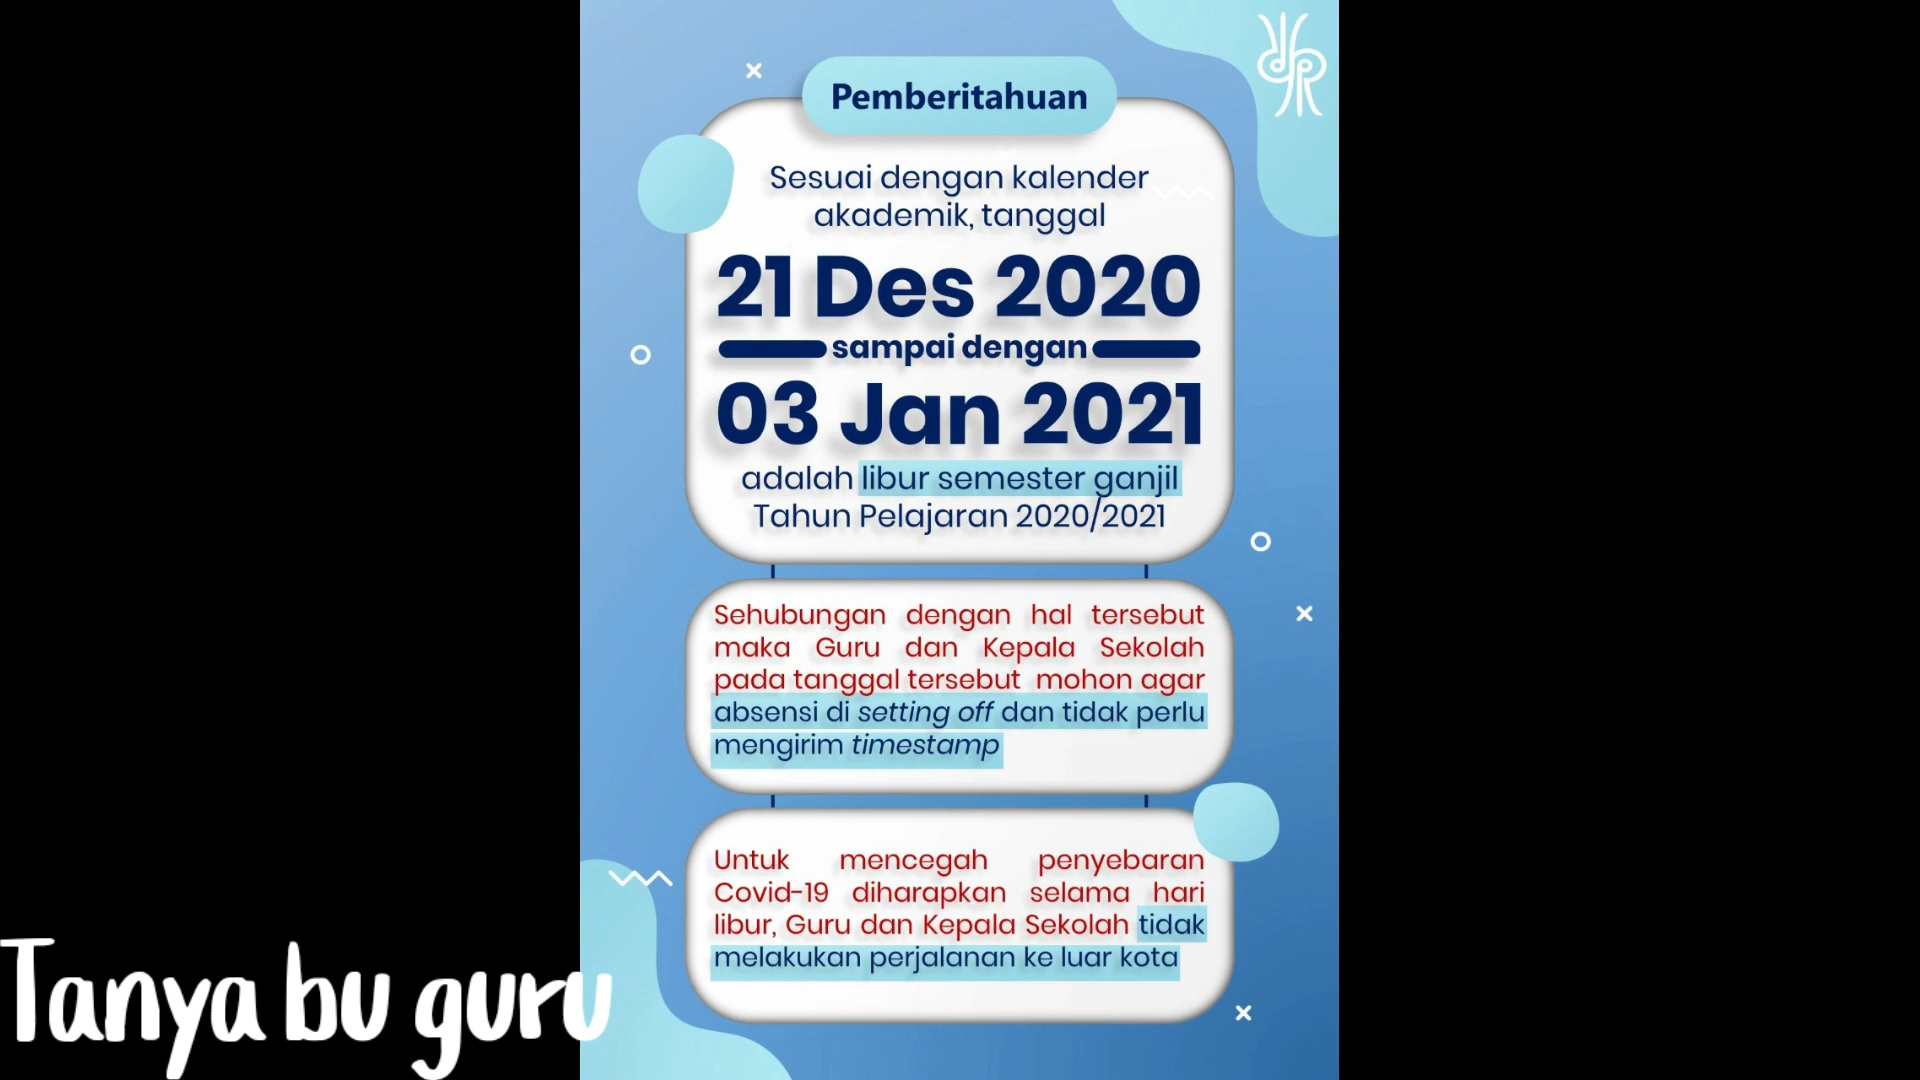 Pemberitahuan
Sesuai dengan kalender
akademik, tanggal
21 Des 2020
sampai dengan
03 Jan 2021
adalah libur semester ganjil
Tahun Pelajaran 2020/2021
Sehubungan dengan hal tersebut
maka Guru dan Kepala Sekolah
pada tanggal tersebut mohon agar
absensi di setting off dan tidak perlu
mengirim timestamp
Untuk mencegah penyebaran
Covid-19 diharapkan selama hari
libur, Guru dan Kepala Sekolah tidak
melakukan perjalanan ke luar kota
Tanya bu guru